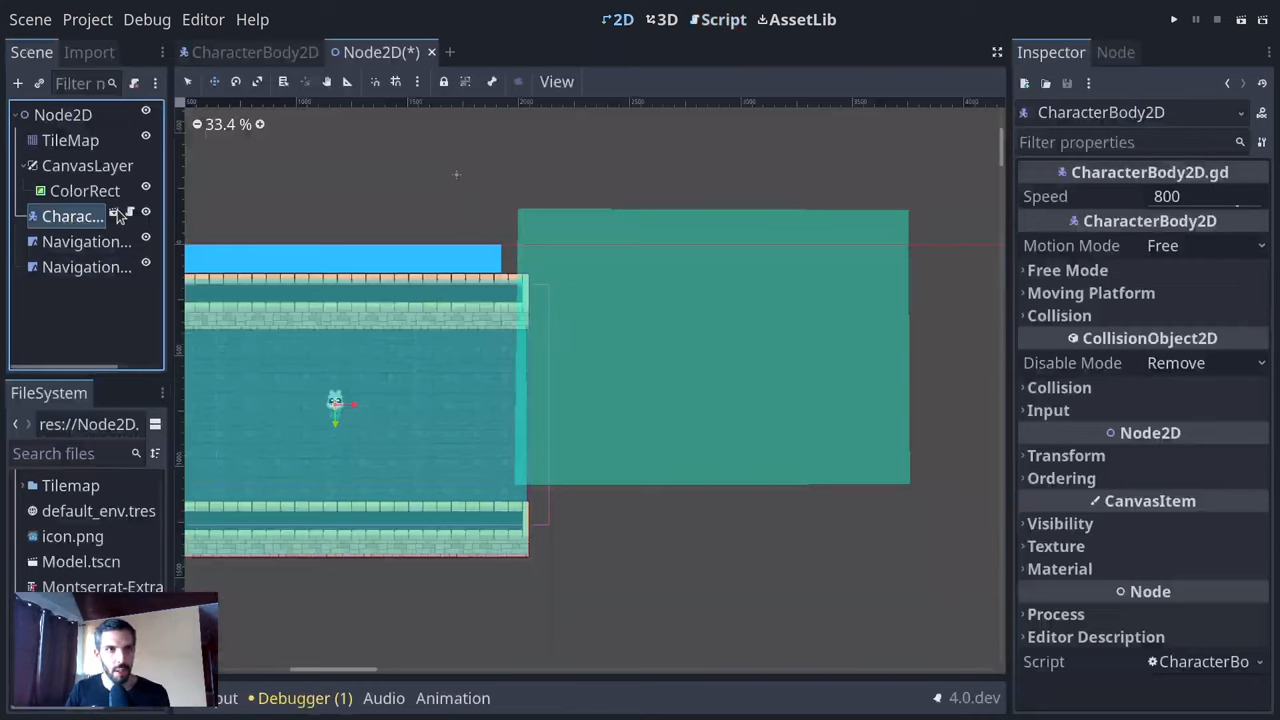 Scene Project Debug Editor Help
2D 3D Script AssetLib
Scene Import
CharacterBody2D Node2D(*)
Inspector Node
Filter n
View
33.4 %
CharacterBody2D
Filter properties
Node2D
TileMap
CanvasLayer
ColorRect
Charac...
Navigation...
Navigation...
CharacterBody2D.gd
Speed 800
CharacterBody2D
Motion Mode Free
Free Mode
Moving Platform
Collision
CollisionObject2D
Disable Mode Remove
Collision
Input
Node2D
Transform
Ordering
CanvasItem
Visibility
Texture
Material
Node
Process
Editor Description
Script CharacterBo
FileSystem
res://Node2D.
Search files
Tilemap
default_env.tres
icon.png
Model.tscn
Montserrat-Extra
put Debugger (1) Audio Animation
4.0.dev